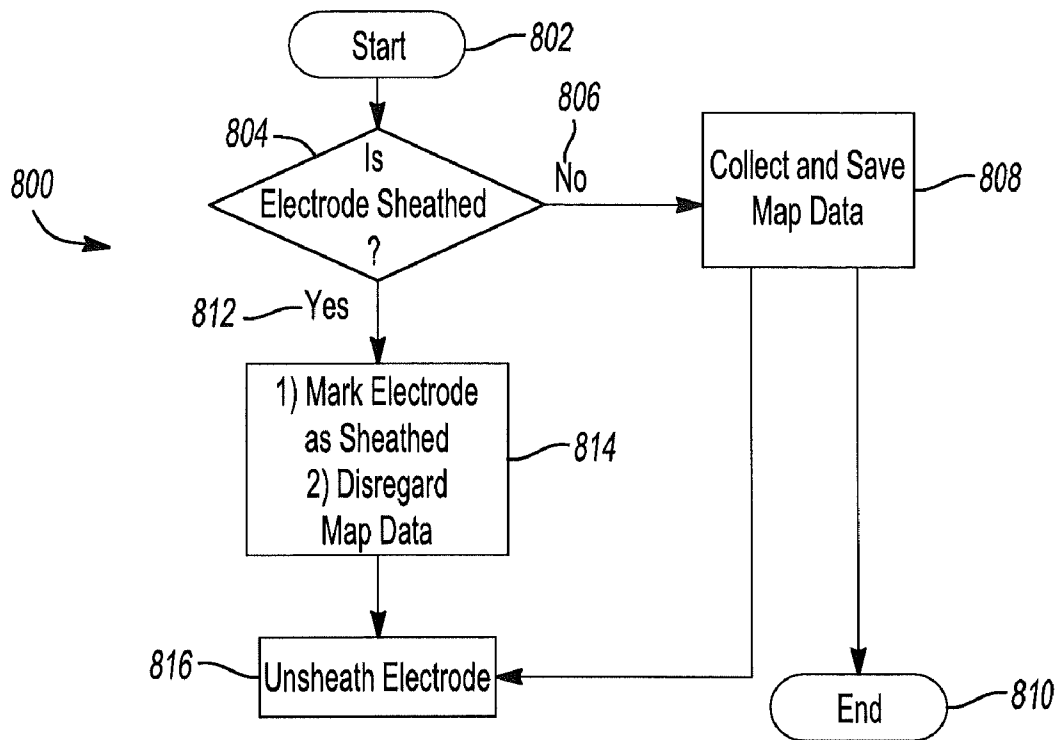 Start
802
804
806
Is
Electrode Sheathed
?
No
Collect and Save
Map Data
808
800
812
Yes
1) Mark Electrode
as Sheathed
2) Disregard
Map Data
814
816
Unsheath Electrode
End
810